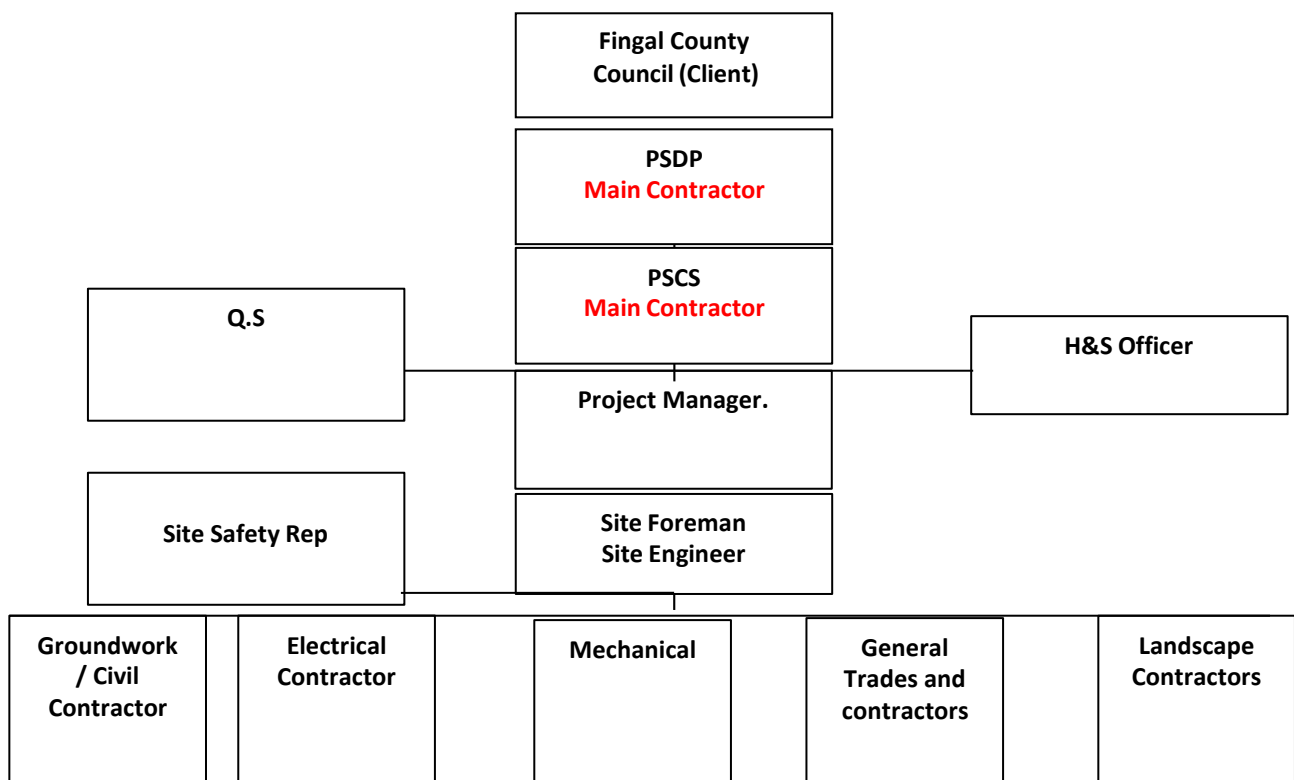 Fingal County
Council (Client)
PSDP
Main Contractor
PSCS
Main Contractor
Q.S
H&S Officer
Project Manager.
Site Safety Rep
Site Foreman
Site Engineer
Groundwork
/ Civil
Contractor
Electrical
Contractor
Mechanical
General
Trades and
contractors
Landscape
Contractors